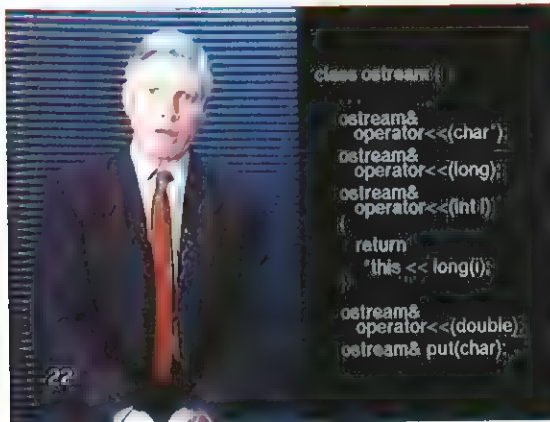 class ostream {
ostream&
operator<<(char*);
ostream&
operator<<(long);
ostream&
operator<<(int i)
return
*this << long(i);
ostream&
operator<<(double);
ostream& put(char);
22